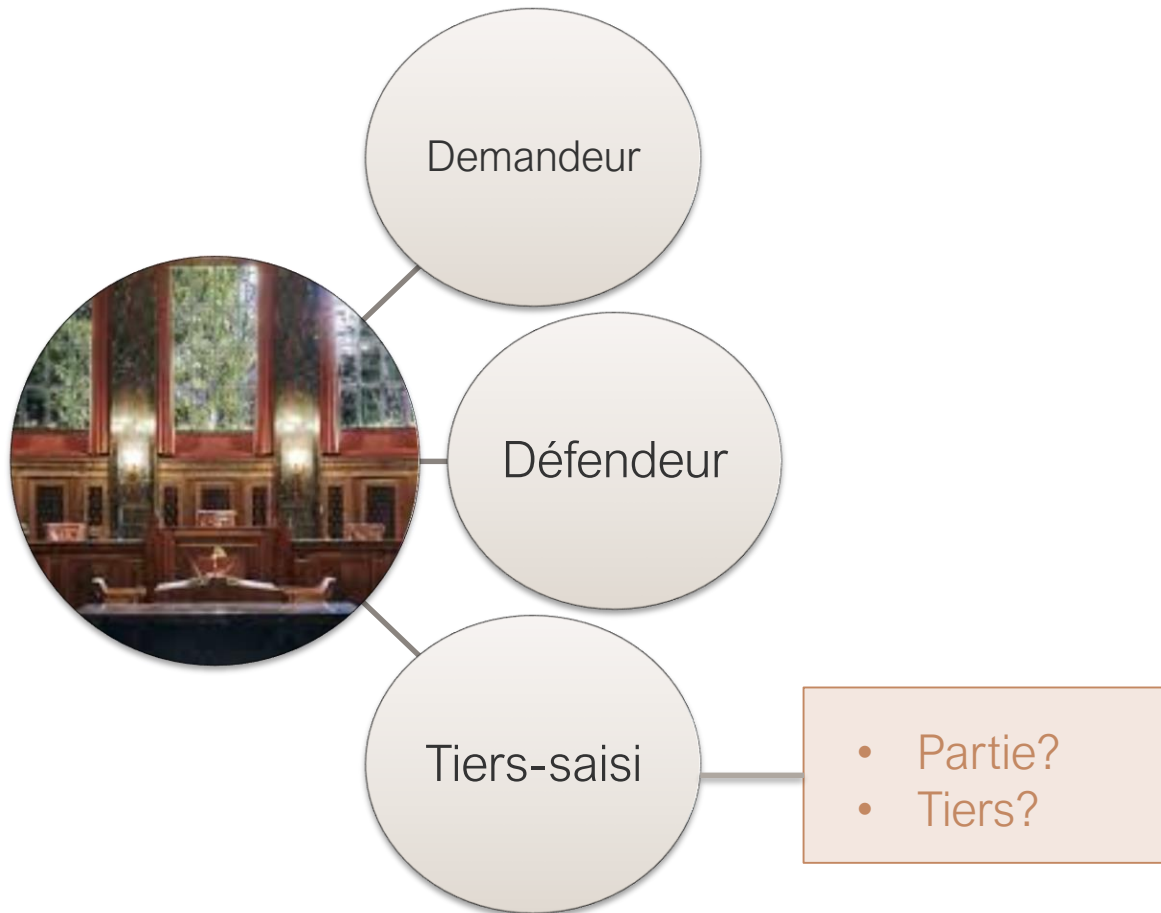 Demandeur
Défendeur
Tiers-saisi
• Partie?
• Tiers?